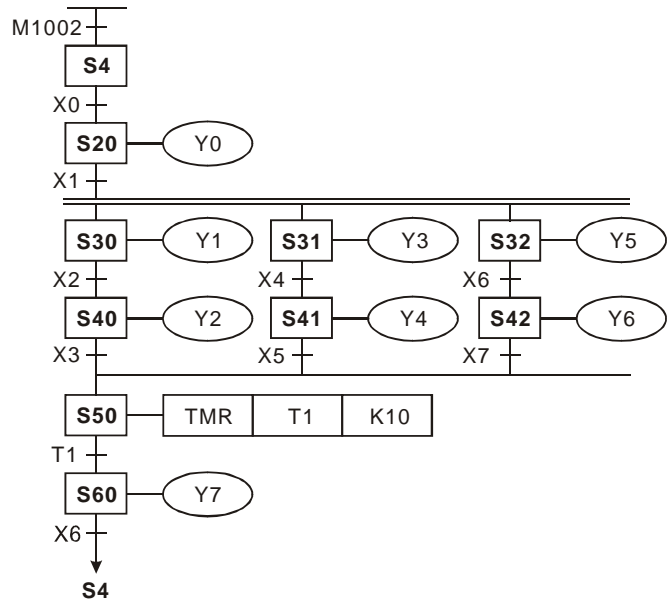 M1002
S4
X0
S20 Y0
X1
S30 Y1 S31 Y3 S32 Y5
X2 X4 X6
S40 Y2 S41 Y4 S42 Y6
X3 X5 X7
S50 TMR T1 K10
T1
S60 Y7
X6
S4